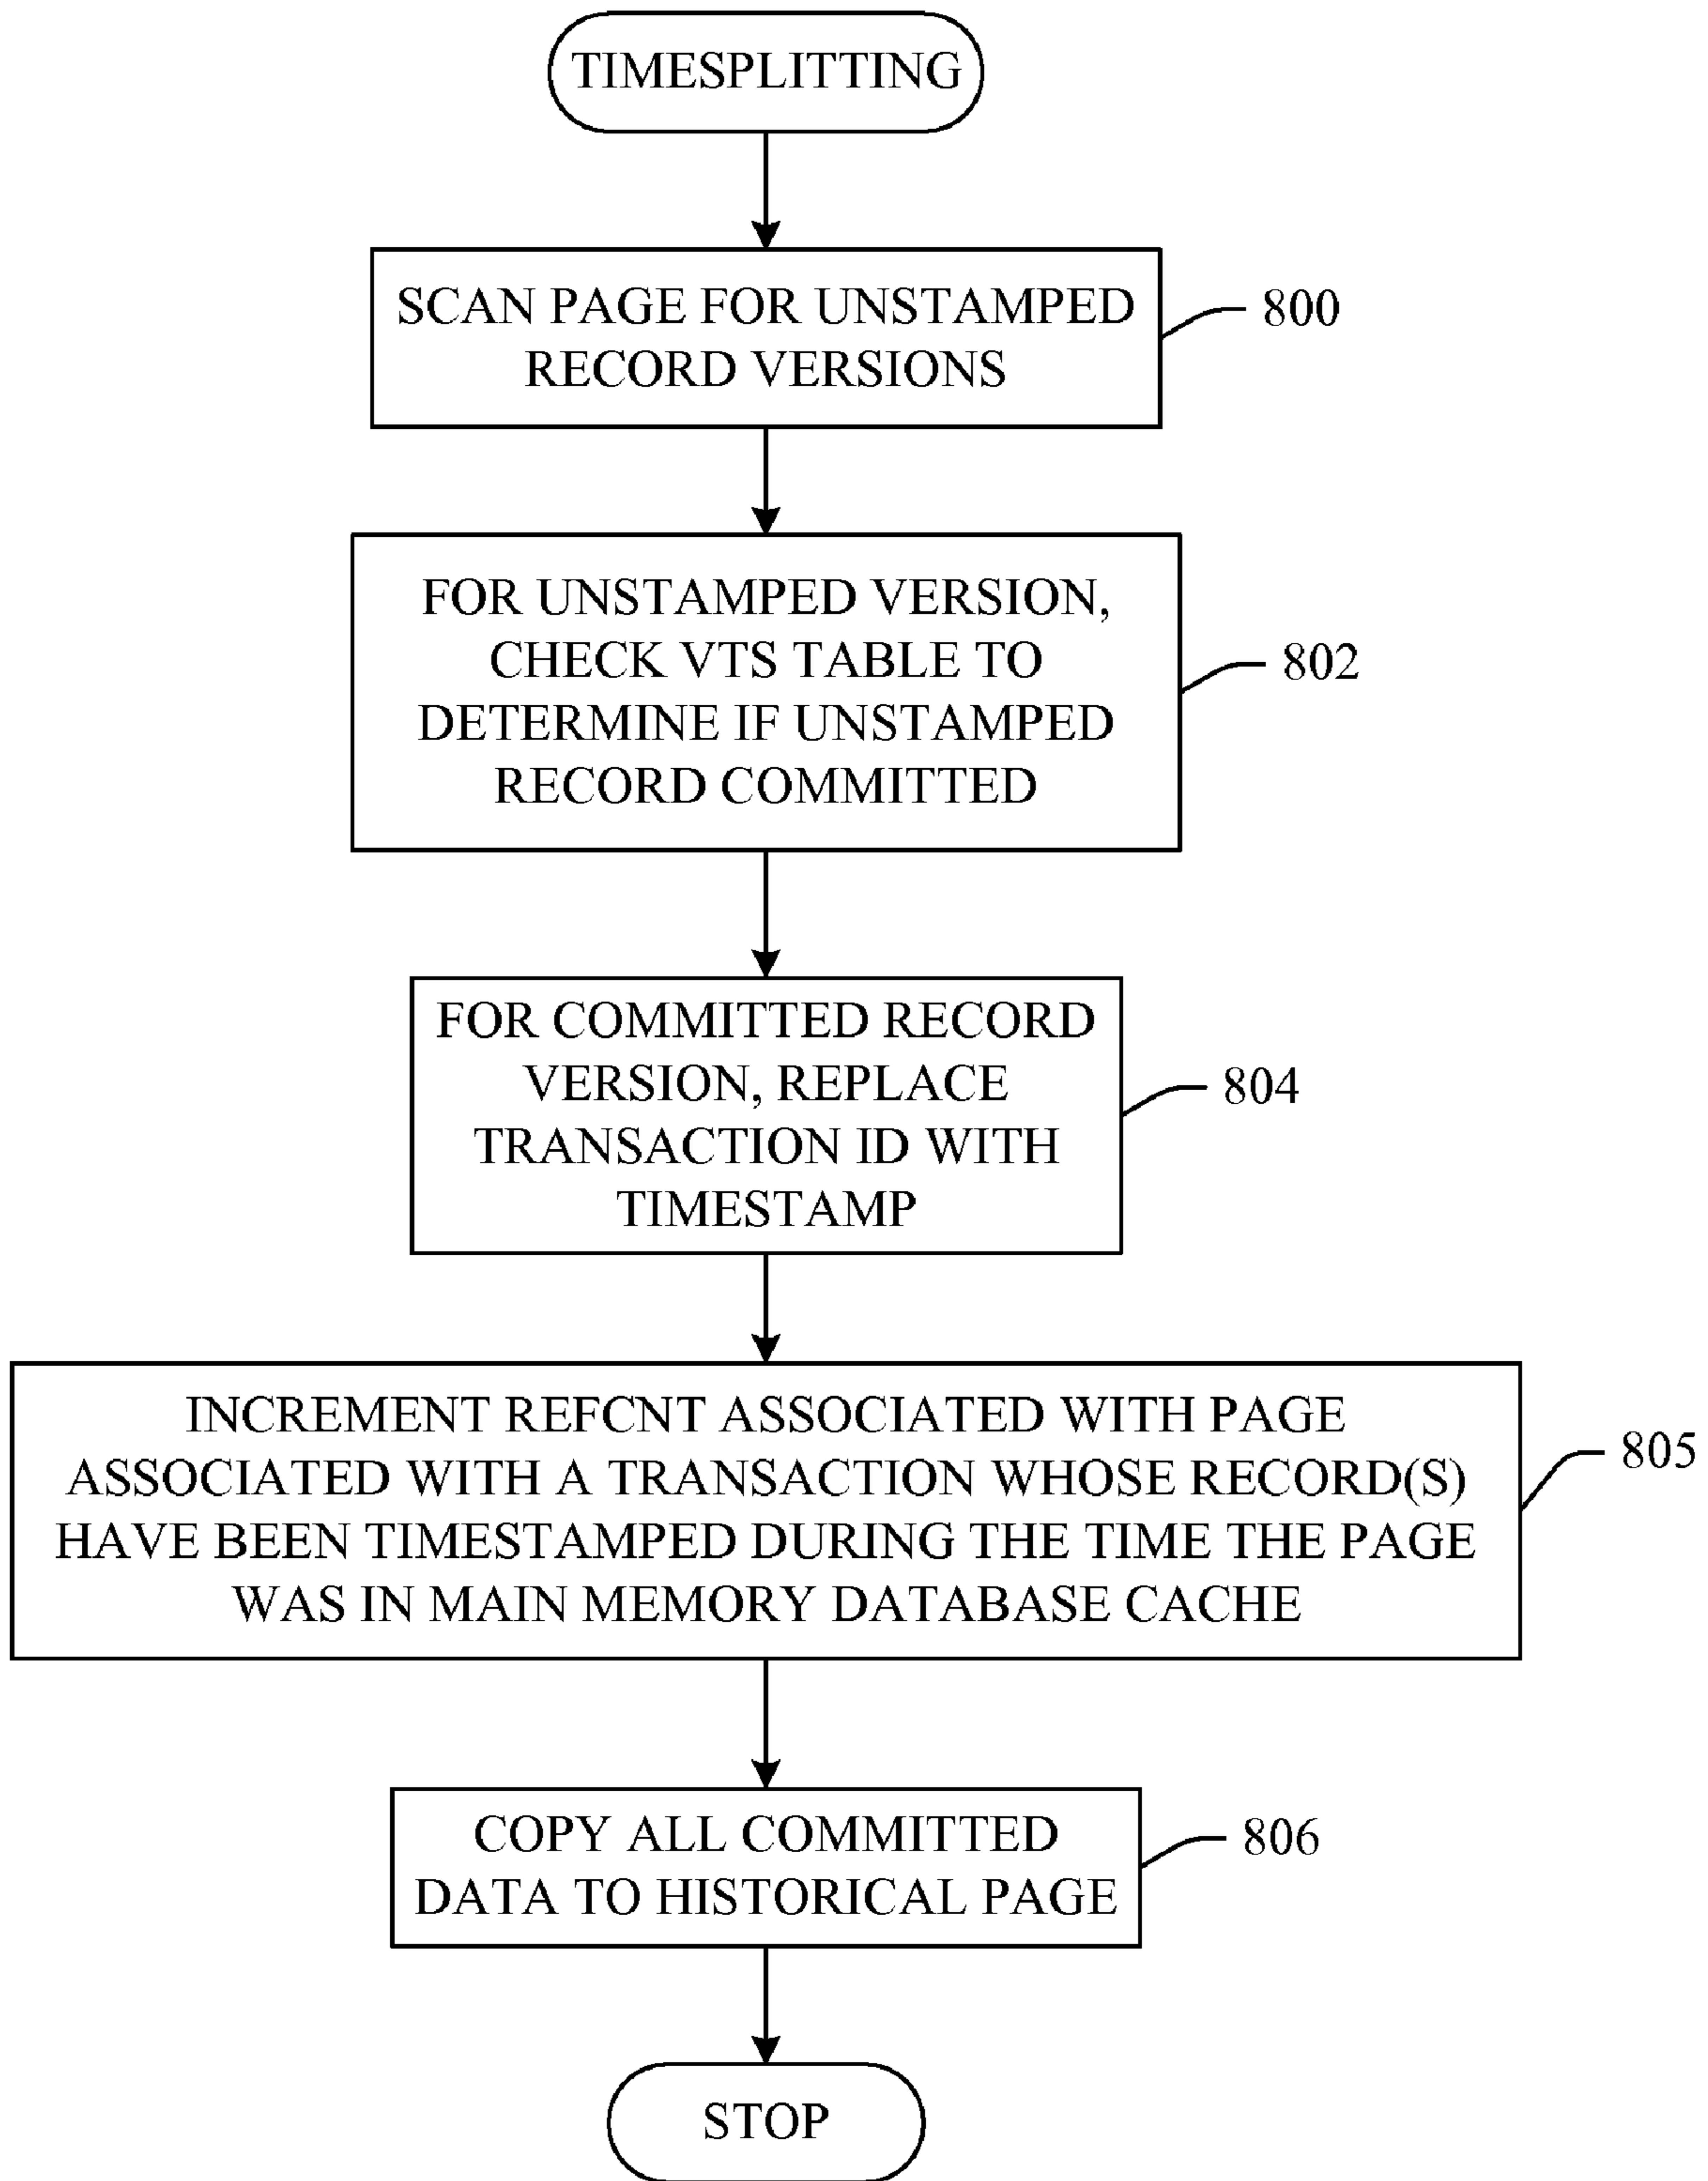 TIMESPLITTING
SCAN PAGE FOR UNSTAMPED
RECORD VERSIONS
800
FOR UNSTAMPED VERSION,
CHECK VTS TABLE TO
DETERMINE IF UNSTAMPED
RECORD COMMITTED
802
FOR COMMITTED RECORD
VERSION, REPLACE
TRANSACTION ID WITH
TIMESTAMP
804
INCREMENT REFCNT ASSOCIATED WITH PAGE
ASSOCIATED WITH A TRANSACTION WHOSE RECORD(S)
HAVE BEEN TIMESTAMPED DURING THE TIME THE PAGE
WAS IN MAIN MEMORY DATABASE CACHE
805
COPY ALL COMMITTED
DATA TO HISTORICAL PAGE
806
STOP